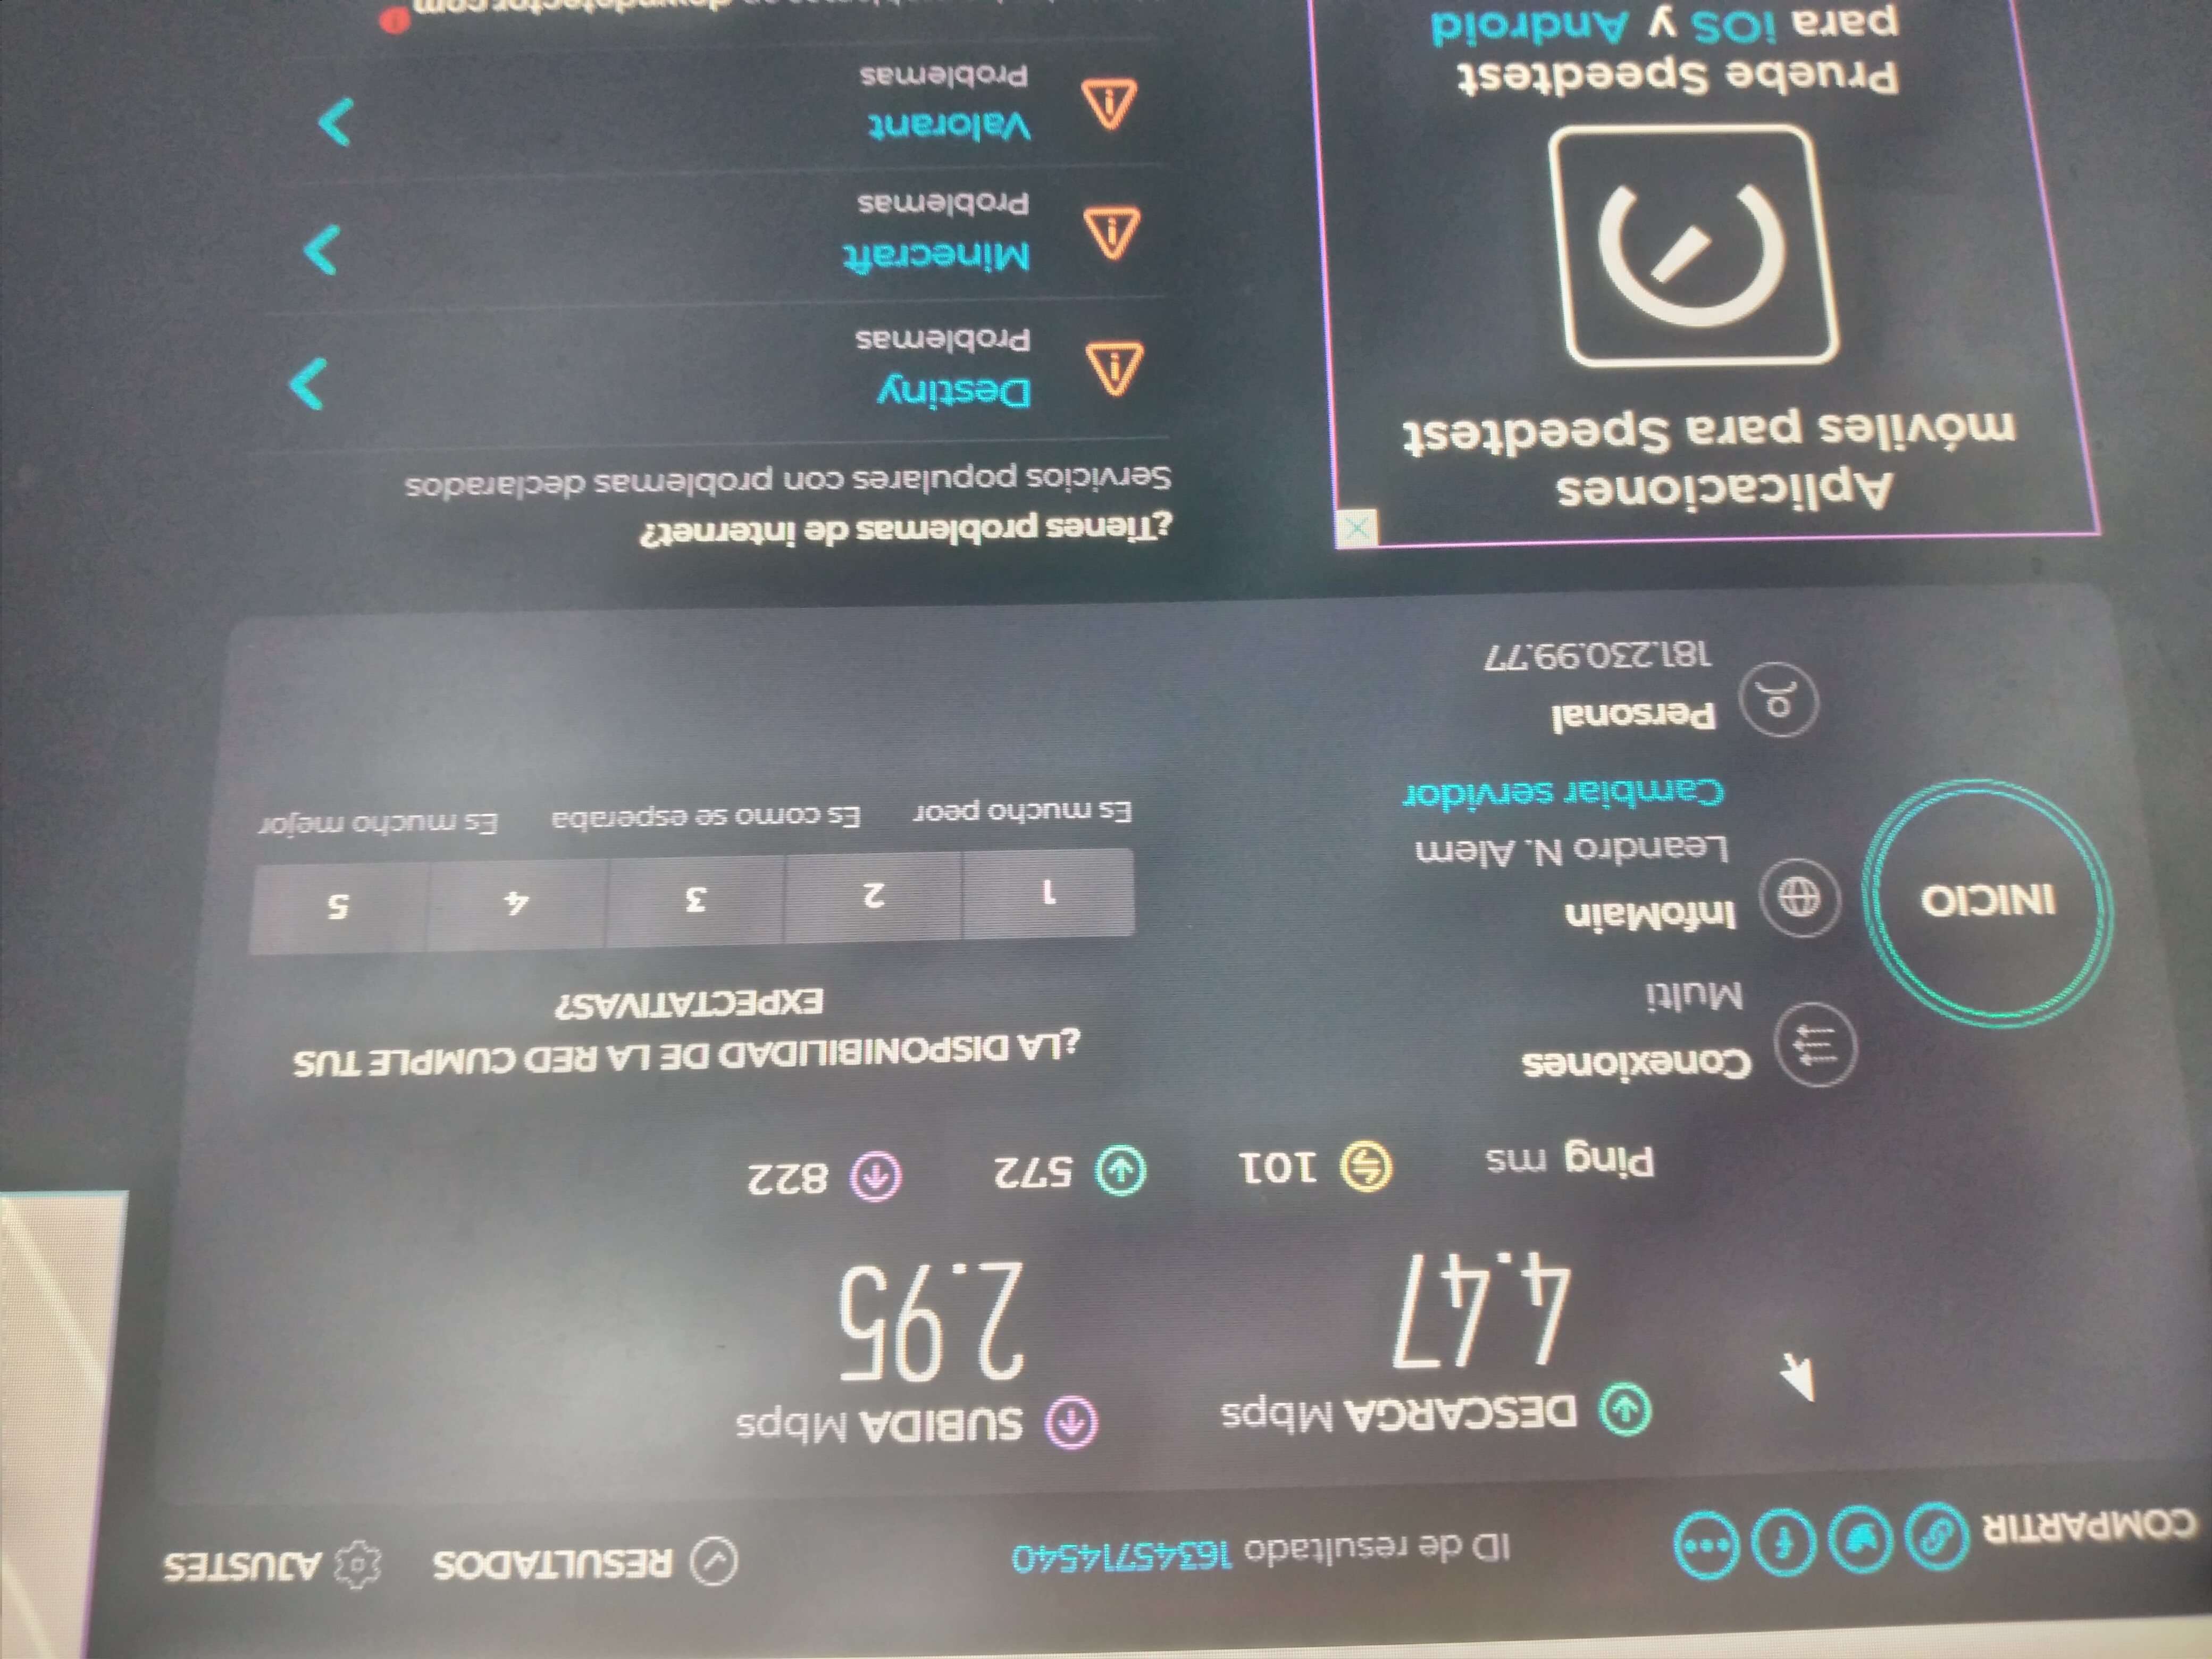 COMPARTIR
ID de resultado 16345714540
RESULTADOS
AJUSTES
DESCARGA Mbps
4.47
SUBIDA Mbps
2.95
Ping ms 101 572 822
Conexiones
Multi
InfoMain
Leandro N. Alem
Cambiar servidor
Personal
181.230.99.77
INICIO
¿LA DISPONIBILIDAD DE LA RED CUMPLE TUS
EXPECTATIVAS?
1 2 3 4 5
Es mucho peor Es como se esperaba Es mucho mejor
Aplicaciones
móviles para Speedtest
Pruebe Speedtest
para iOS y Android
¿Tienes problemas de internet?
Servicios populares con problemas declarados
Destiny
Problemas
Minecraft
Problemas
Valorant
Problemas
downdetector.com